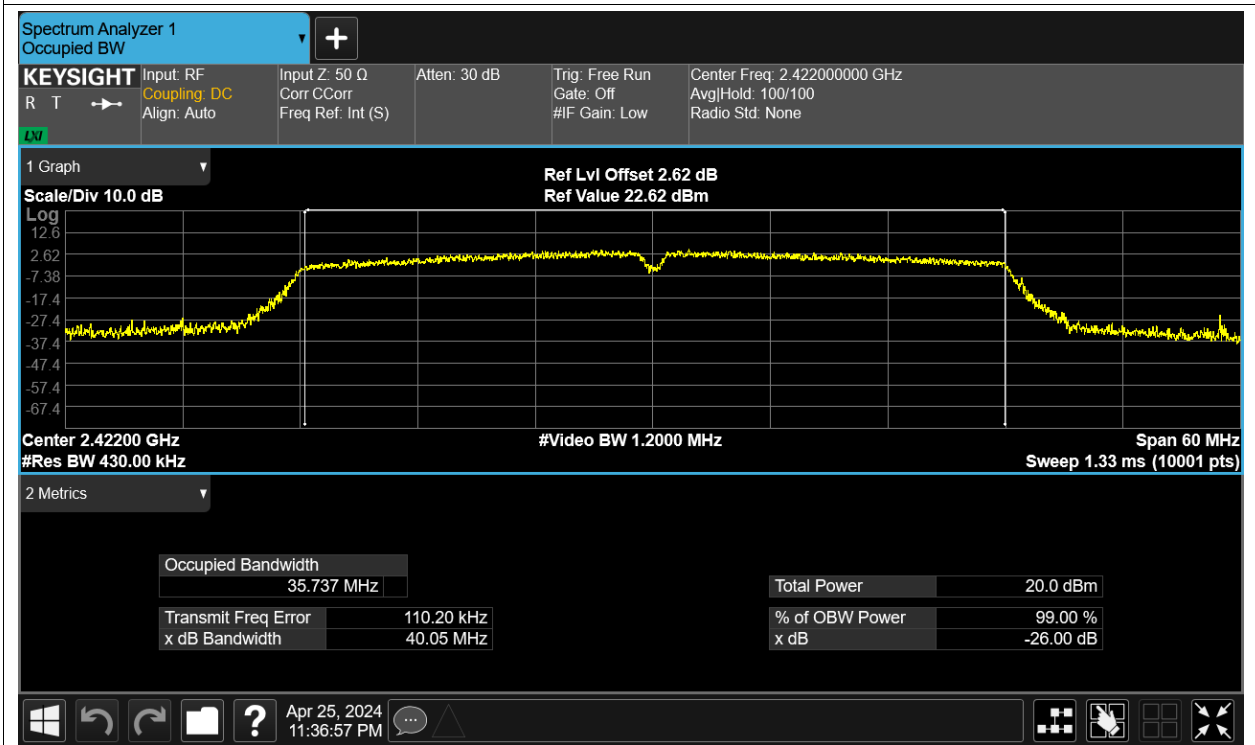 Spectrum Analyzer 1
Occupied BW
KEYSIGHT
R T
LXI
Input: RF
Coupling: DC
Align: Auto
Input Z: 50 Ω
Corr CCorr
Freq Ref: Int (S)
Atten: 30 dB
Trig: Free Run
Gate: Off
#IF Gain: Low
Center Freq: 2.422000000 GHz
Avg|Hold: 100/100
Radio Std: None
1 Graph
Scale/Div 10.0 dB
Ref Lvl Offset 2.62 dB
Ref Value 22.62 dBm
Log
12.6
2.62
-7.38
-17.4
-27.4
-37.4
-47.4
-57.4
-67.4
Center 2.42200 GHz
#Video BW 1.2000 MHz
Span 60 MHz
#Res BW 430.00 kHz
Sweep 1.33 ms (10001 pts)
2 Metrics
Occupied Bandwidth
35.737 MHz
Transmit Freq Error 110.20 kHz
x dB Bandwidth 40.05 MHz
Total Power 20.0 dBm
% of OBW Power 99.00 %
x dB -26.00 dB
?
Apr 25, 2024
11:36:57 PM